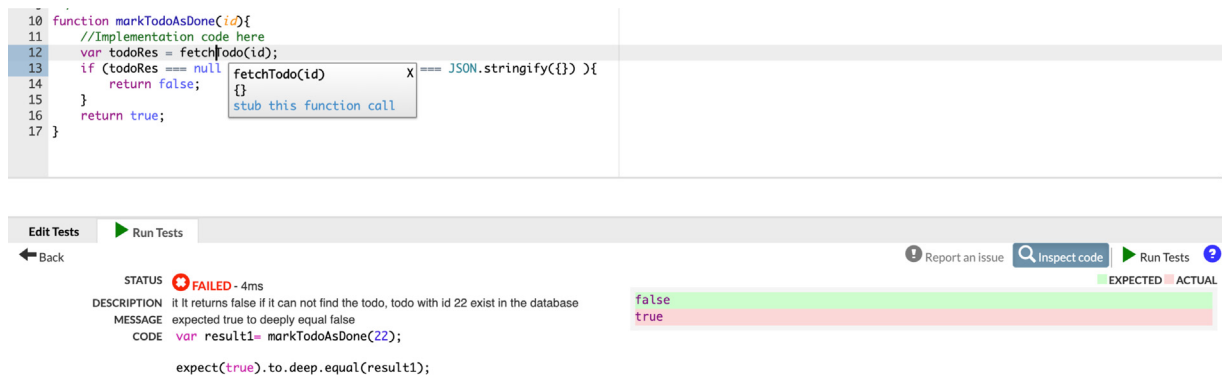 10 function markTodoAsDone(id){
11 //Implementation code here
12 var todoRes = fetchTodo(id);
13 if (todoRes === null === JSON.stringify({}) ){
14 return false;
15 }
16 return true;
17 }
fetchTodo(id) X
{}
stub this function call
Edit Tests Run Tests
Back Report an issue Inspect code Run Tests ?
EXPECTED ACTUAL
STATUS FAILED - 4ms
DESCRIPTION it It returns false if it can not find the todo, todo with id 22 exist in the database
MESSAGE expected true to deeply equal false
CODE var result1= markTodoAsDone(22);
expect(true).to.deep.equal(result1);
false
true